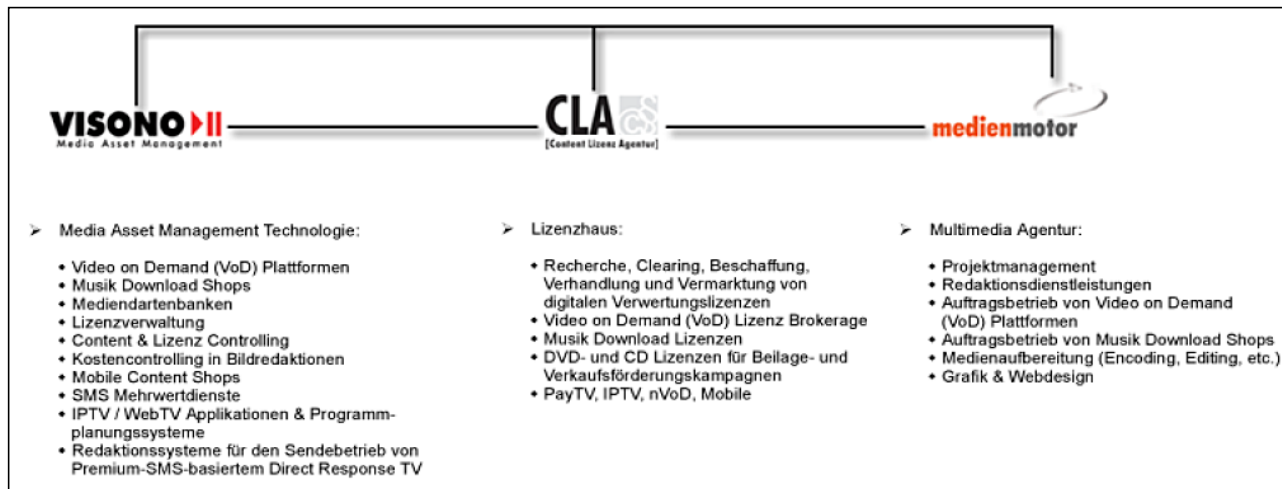 VISONO
Media Asset Management
CLA CS
[Content Lizenz Agentur]
medienmotor
➢ Media Asset Management Technologie:
• Video on Demand (VoD) Plattformen
• Musik Download Shops
• Mediendartenbanken
• Lizenzverwaltung
• Content & Lizenz Controlling
• Kostencontrolling in Bildredaktionen
• Mobile Content Shops
• SMS Mehrwertdienste
• IPTV / WebTV Applikationen & Programm-
planungssysteme
• Redaktionssysteme für den Sendebetrieb von
Premium-SMS-basiertem Direct Response TV
➢ Lizenzhaus:
• Recherche, Clearing, Beschaffung,
Verhandlung und Vermarktung von
digitalen Verwertungslizenzen
• Video on Demand (VoD) Lizenz Brokerage
• Musik Download Lizenzen
• DVD- und CD Lizenzen für Beilage- und
Verkaufsförderungskampagnen
• PayTV, IPTV, nVoD, Mobile
➢ Multimedia Agentur:
• Projektmanagement
• Redaktionsdienstleistungen
• Auftragsbetrieb von Video on Demand
(VoD) Plattformen
• Auftragsbetrieb von Musik Download Shops
• Medienaufbereitung (Encoding, Editing, etc.)
• Grafik & Webdesign